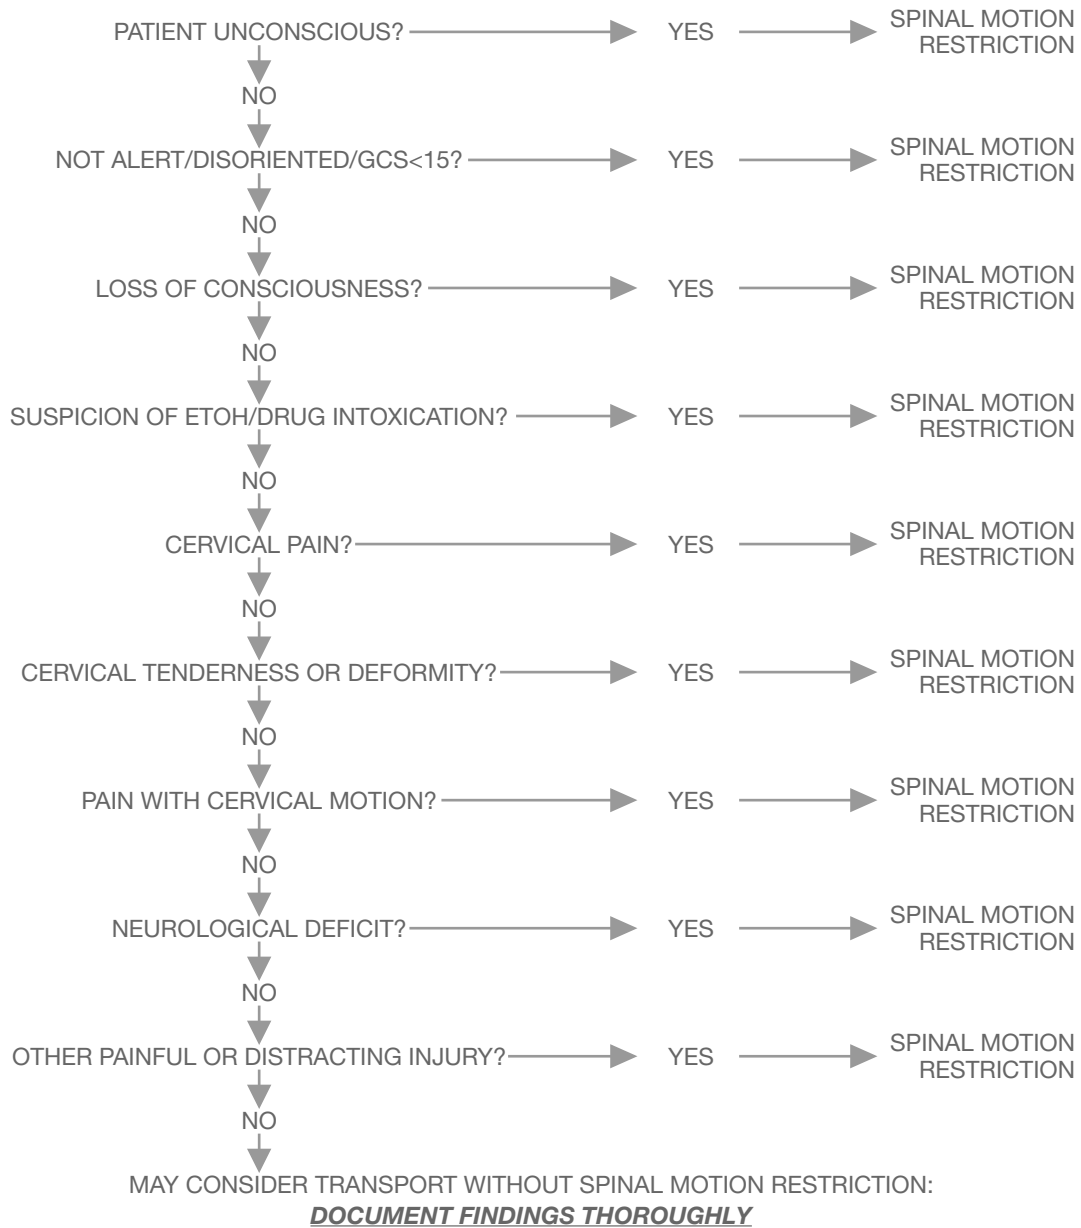 PATIENT UNCONSCIOUS? YES SPINAL MOTION
RESTRICTION
NO
NOT ALERT/DISORIENTED/GCS<15? YES SPINAL MOTION
RESTRICTION
NO
LOSS OF CONSCIOUSNESS? YES SPINAL MOTION
RESTRICTION
NO
SUSPICION OF ETOH/DRUG INTOXICATION? YES SPINAL MOTION
RESTRICTION
NO
CERVICAL PAIN? YES SPINAL MOTION
RESTRICTION
NO
CERVICAL TENDERNESS OR DEFORMITY? YES SPINAL MOTION
RESTRICTION
NO
PAIN WITH CERVICAL MOTION? YES SPINAL MOTION
RESTRICTION
NO
NEUROLOGICAL DEFICIT? YES SPINAL MOTION
RESTRICTION
NO
OTHER PAINFUL OR DISTRACTING INJURY? YES SPINAL MOTION
RESTRICTION
NO
MAY CONSIDER TRANSPORT WITHOUT SPINAL MOTION RESTRICTION:
DOCUMENT FINDINGS THOROUGHLY